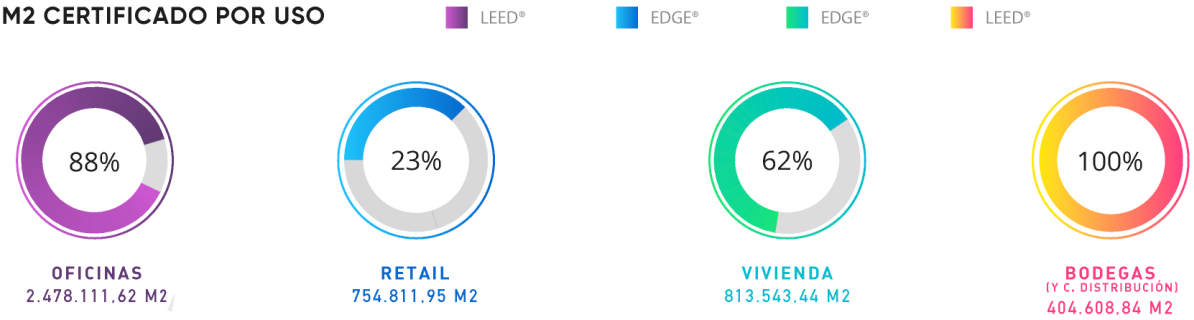 M2 CERTIFICADO POR USO
LEED®
EDGE®
EDGE®
LEED®
88%
23%
62%
100%
OFICINAS
2.478.111,62 M2
RETAIL
754.811,95 M2
VIVIENDA
813.543,44 M2
BODEGAS
(Y C. DISTRIBUCIÓN)
404.608,84 M2